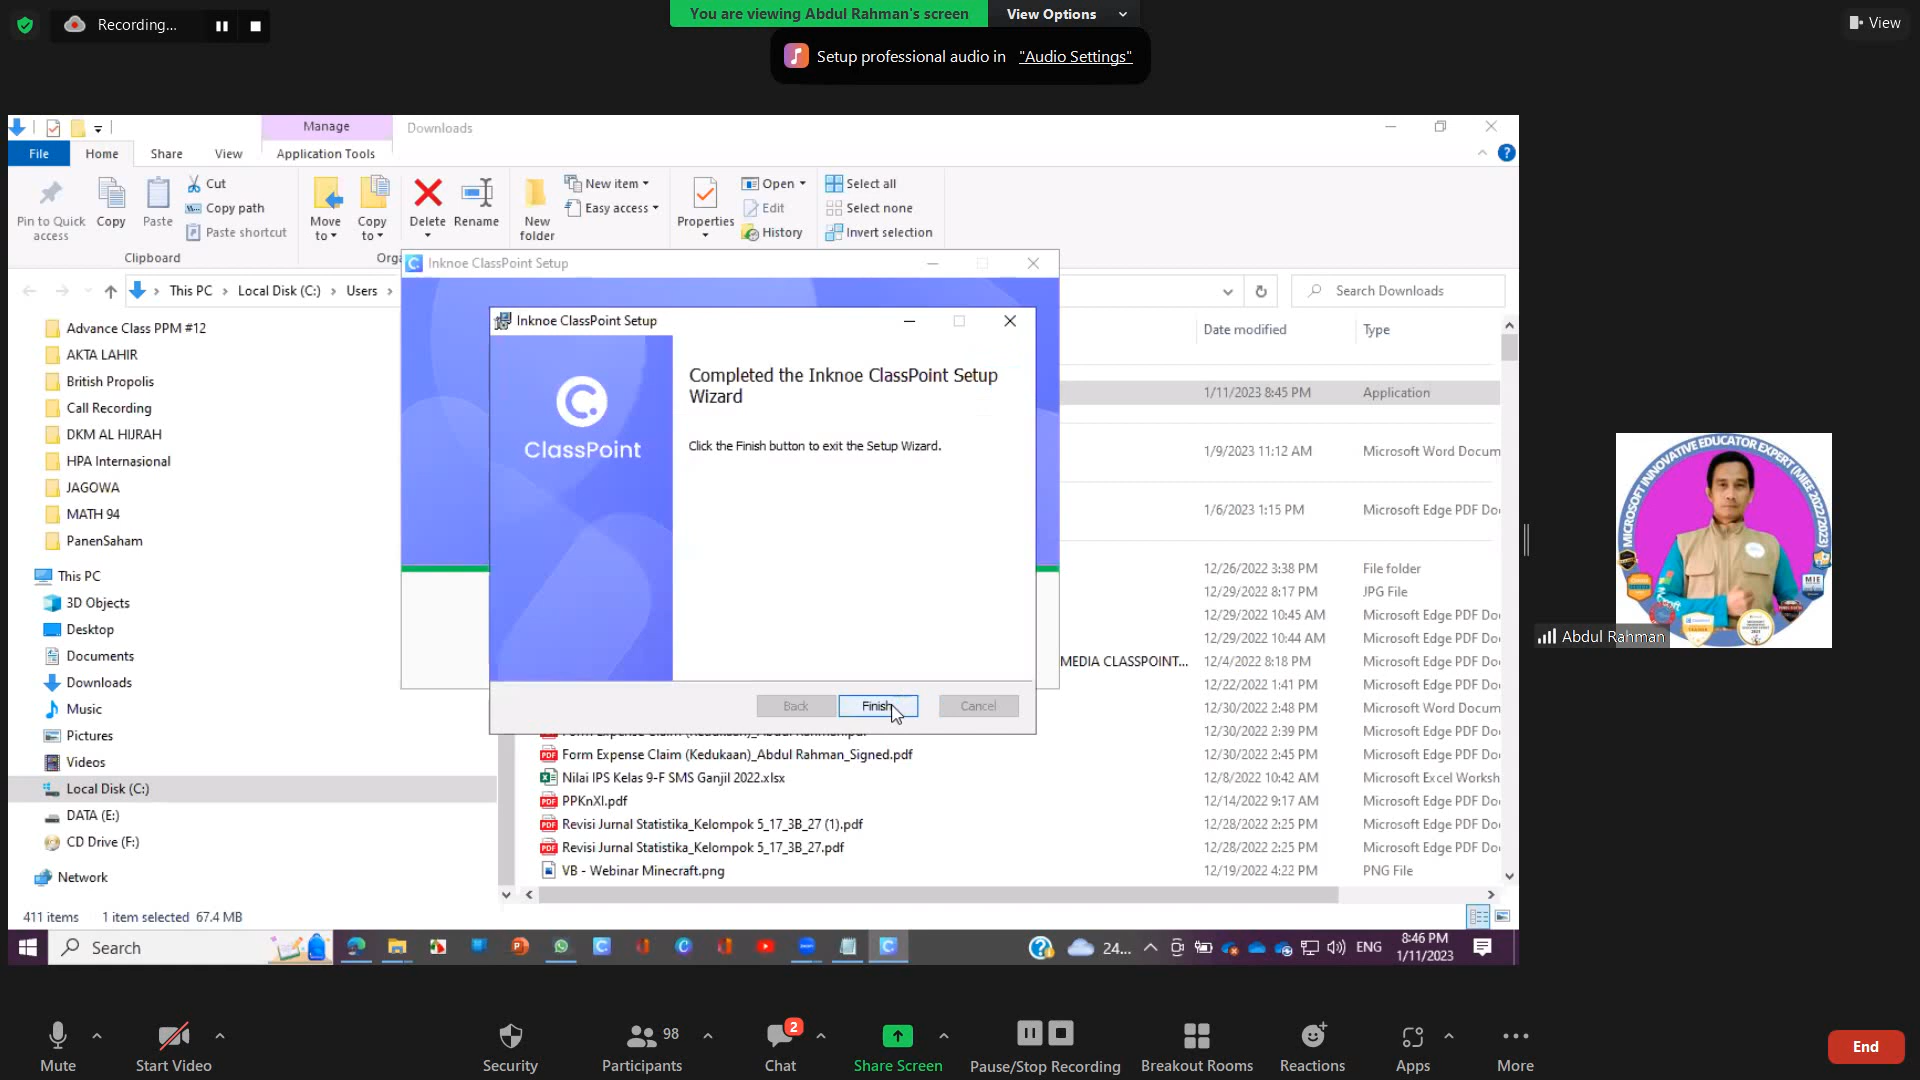 Recording...
You are viewing Abdul Rahman's screen
View Options
View
Setup professional audio in "Audio Settings"
Manage
Downloads
File
Home
Share
View
Application Tools
Pin to Quick access
Copy
Paste
Cut
Copy path
Paste shortcut
Move to
Copy to
Delete
Rename
New folder
New item
Easy access
Properties
Open
Edit
History
Select all
Select none
Invert selection
Clipboard
Inknoe ClassPoint Setup
This PC
Local Disk (C:)
Users
Search Downloads
Inknoe ClassPoint Setup
ClassPoint
Completed the Inknoe ClassPoint Setup
Wizard
Click the Finish button to exit the Setup Wizard.
Back
Finish
Cancel
Advance Class PPM #12
AKTA LAHIR
British Propolis
Call Recording
DKM AL HIJRAH
HPA Internasional
JAGOWA
MATH 94
PanenSaham
This PC
3D Objects
Desktop
Documents
Downloads
Music
Pictures
Videos
Local Disk (C:)
DATA (E:)
CD Drive (F:)
Network
Date modified Type
1/11/2023 8:45 PM Application
1/9/2023 11:12 AM Microsoft Word Docum
1/6/2023 1:15 PM Microsoft Edge PDF Do
12/26/2022 3:38 PM File folder
12/29/2022 8:17 PM JPG File
12/29/2022 10:45 AM Microsoft Edge PDF Do
12/29/2022 10:44 AM Microsoft Edge PDF Do
MEDIA CLASSPOINT... 12/4/2022 8:18 PM Microsoft Edge PDF Do
12/22/2022 1:41 PM Microsoft Edge PDF Do
12/30/2022 2:48 PM Microsoft Word Docum
12/30/2022 2:39 PM Microsoft Edge PDF Do
Form Expense Claim (Kedukaan)_Abdul Rahman_Signed.pdf 12/30/2022 2:45 PM Microsoft Edge PDF Do
Nilai IPS Kelas 9-F SMS Ganjil 2022.xlsx 12/8/2022 10:42 AM Microsoft Excel Worksh
PPKnXI.pdf 12/14/2022 9:17 AM Microsoft Edge PDF Do
Revisi Jurnal Statistika_Kelompok 5_17_3B_27 (1).pdf 12/28/2022 2:25 PM Microsoft Edge PDF Do
Revisi Jurnal Statistika_Kelompok 5_17_3B_27.pdf 12/28/2022 2:25 PM Microsoft Edge PDF Do
VB - Webinar Minecraft.png 12/19/2022 4:22 PM PNG File
411 items 1 item selected 67.4 MB
Search
24...
ENG
8:46 PM
1/11/2023
MICROSOFT INNOVATIVE EDUCATOR EXPERT (MIEE 2022/2023)
MIE
Abdul Rahman
Mute
Start Video
Security
98
Participants
2
Chat
Share Screen
Pause/Stop Recording
Breakout Rooms
Reactions
Apps
More
End